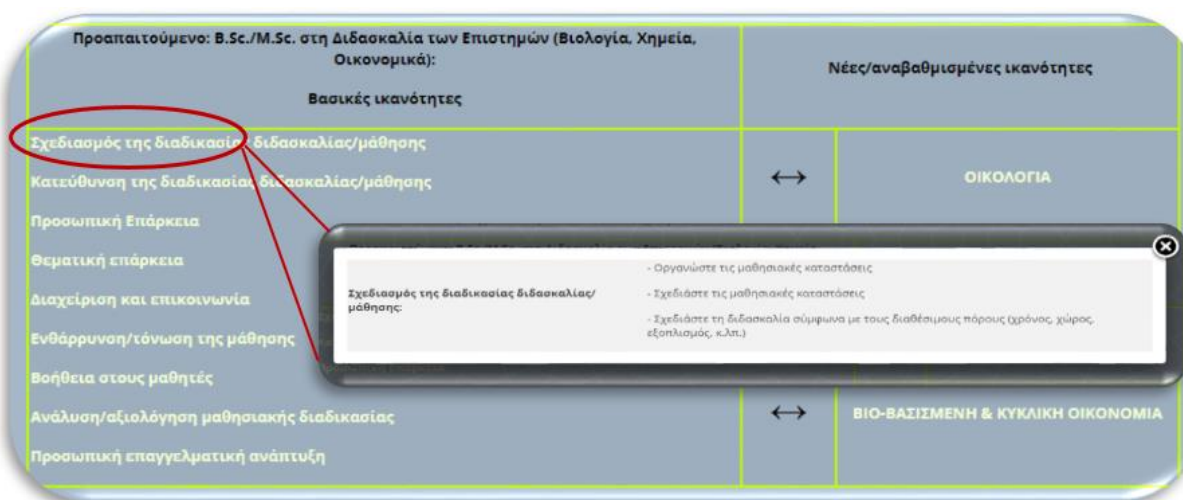 Προαπαιτούμενο: B.Sc./M.Sc. στη Διδασκαλία των Επιστημών (Βιολογία, Χημεία,
Οικονομικά):
Βασικές ικανότητες
Νέες/αναβαθμισμένες ικανότητες
Σχεδιασμός της διαδικασίας διδασκαλίας/μάθησης
Κατεύθυνση της διαδικασίας διδασκαλίας/μάθησης
↔
ΟΙΚΟΛΟΓΙΑ
Προσωπική Επάρκεια
Θεματική επάρκεια
Διαχείριση και επικοινωνία
Ενθάρρυνση/τόνωση της μάθησης
Βοήθεια στους μαθητές
Ανάλυση/αξιολόγηση μαθησιακής διαδικασίας
↔
ΒΙΟ-ΒΑΣΙΣΜΕΝΗ & ΚΥΚΛΙΚΗ ΟΙΚΟΝΟΜΙΑ
Προσωπική επαγγελματική ανάπτυξη
Σχεδιασμός της διαδικασίας διδασκαλίας/
μάθησης:
- Οργανώστε τις μαθησιακές καταστάσεις
- Σχεδιάστε τις μαθησιακές καταστάσεις
- Σχεδιάστε τη διδασκαλία σύμφωνα με τους διαθέσιμους πόρους (χρόνος, χώρος,
εξοπλισμός, κ.λπ.)